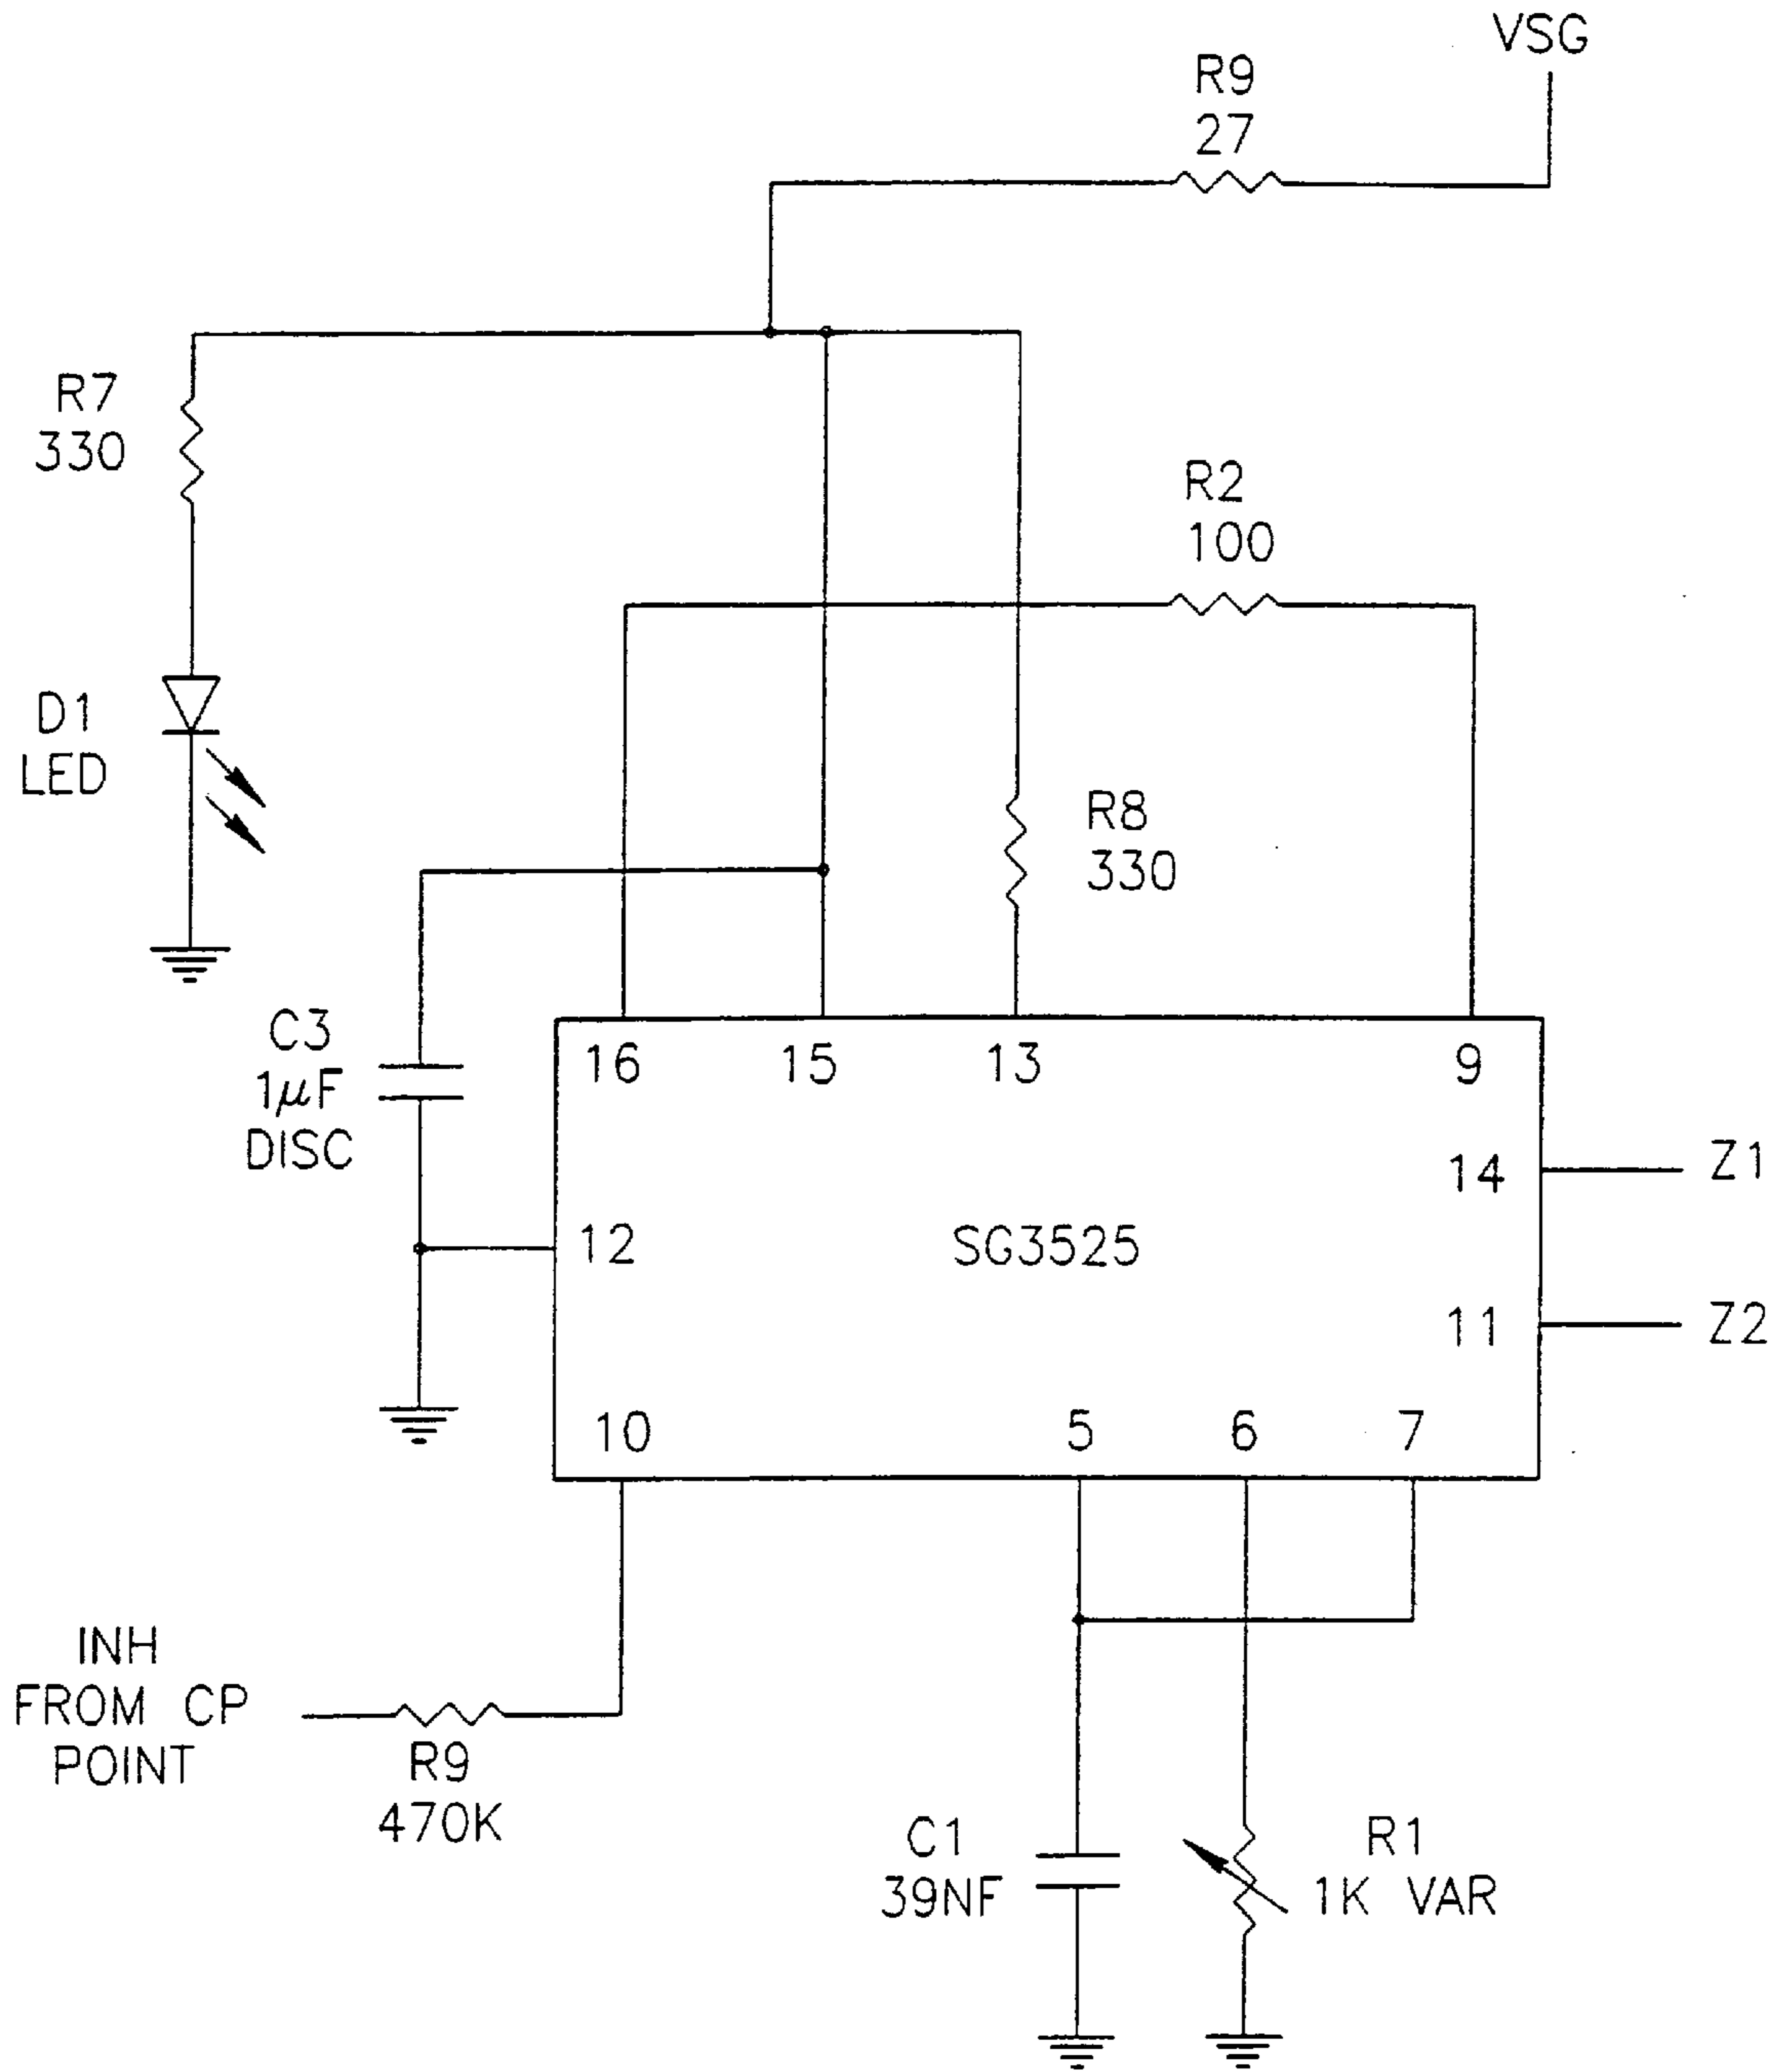 VSG
R9
27
R7
330
R2
100
D1
LED
R8
330
C3
1μF
DISC
16
15
13
9
14
Z1
12
SG3525
11
Z2
10
5
6
7
INH
FROM CP
POINT
R9
470K
C1
39NF
R1
1K VAR